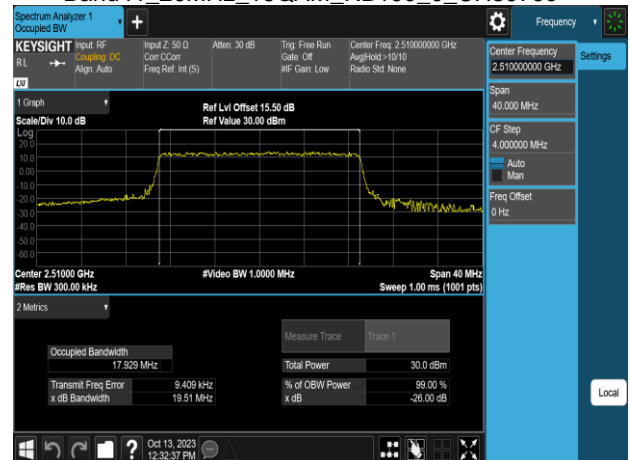 Spectrum Analyzer 1
Occupied BW
Frequency
KEYSIGHT
Input: RF
Coupling: DC
Align: Auto
Input Z: 50 Ω
Corr CCorr
Freq Ref: Int (S)
Atten: 30 dB
Trig: Free Run
Gate: Off
#IF Gain: Low
Center Freq: 2.510000000 GHz
Avg|Hold:>10/10
Radio Std: None
RL
LXI
Center Frequency
2.510000000 GHz
Settings
Span
40.000 MHz
CF Step
4.000000 MHz
Auto
Man
Freq Offset
0 Hz
1 Graph
Scale/Div 10.0 dB
Ref Lvl Offset 15.50 dB
Ref Value 30.00 dBm
Log
20.0
10.0
0.00
-10.0
-20.0
-30.0
-40.0
-50.0
-60.0
Center 2.51000 GHz
#Res BW 300.00 kHz
#Video BW 1.0000 MHz
Span 40 MHz
Sweep 1.00 ms (1001 pts)
2 Metrics
Measure Trace
Trace 1
Occupied Bandwidth
17.929 MHz
Total Power
30.0 dBm
Transmit Freq Error
9.409 kHz
% of OBW Power
99.00 %
x dB Bandwidth
19.51 MHz
x dB
-26.00 dB
Local
?
Oct 13, 2023
12:32:37 PM